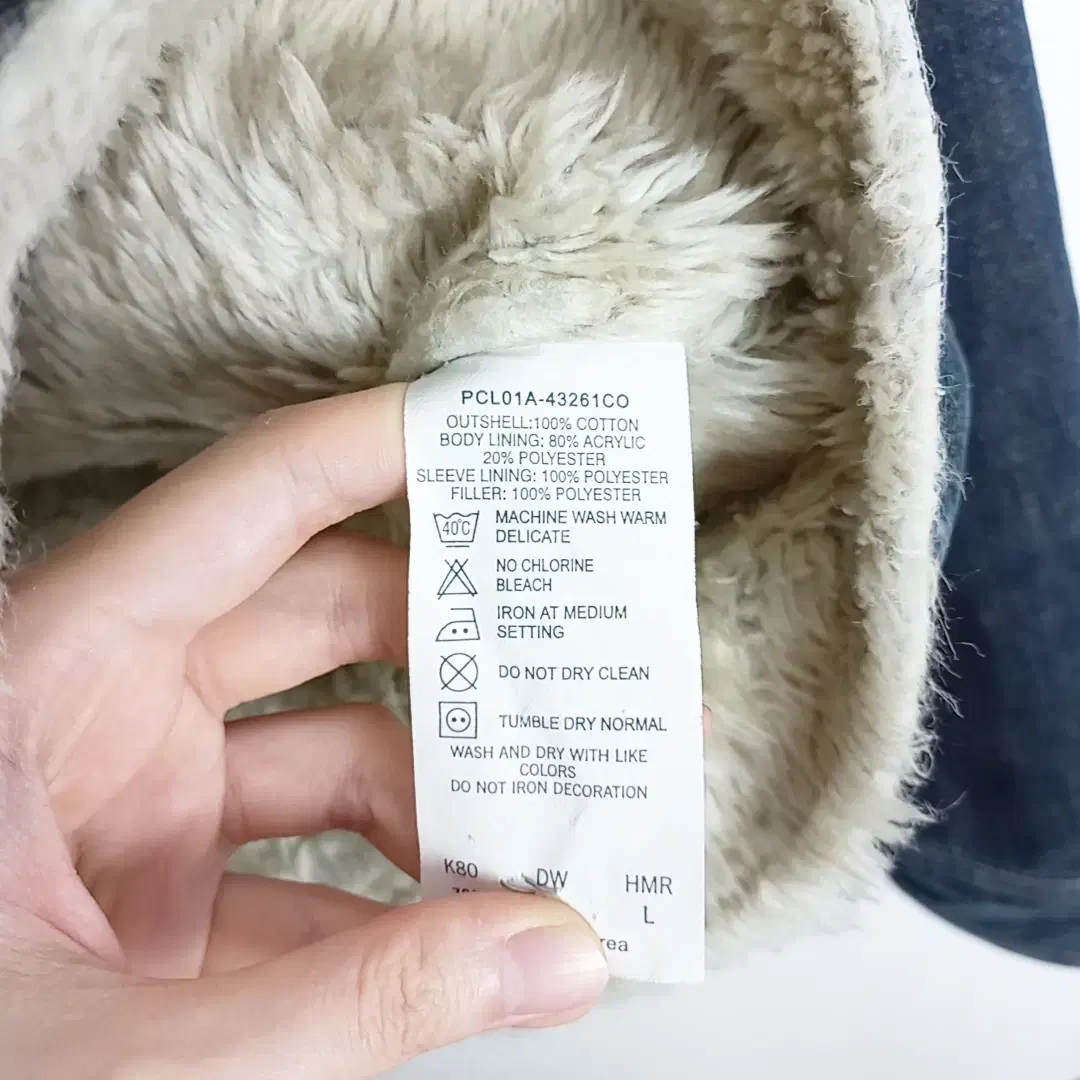 PCL01A-43261CO
OUTSHELL:100% COTTON
BODY LINING: 80% ACRYLIC
20% POLYESTER
SLEEVE LINING: 100% POLYESTER
FILLER: 100% POLYESTER
40°C MACHINE WASH WARM
DELICATE
NO CHLORINE
BLEACH
IRON AT MEDIUM
SETTING
DO NOT DRY CLEAN
TUMBLE DRY NORMAL
WASH AND DRY WITH LIKE
COLORS
DO NOT IRON DECORATION
K80 DW HMR
L